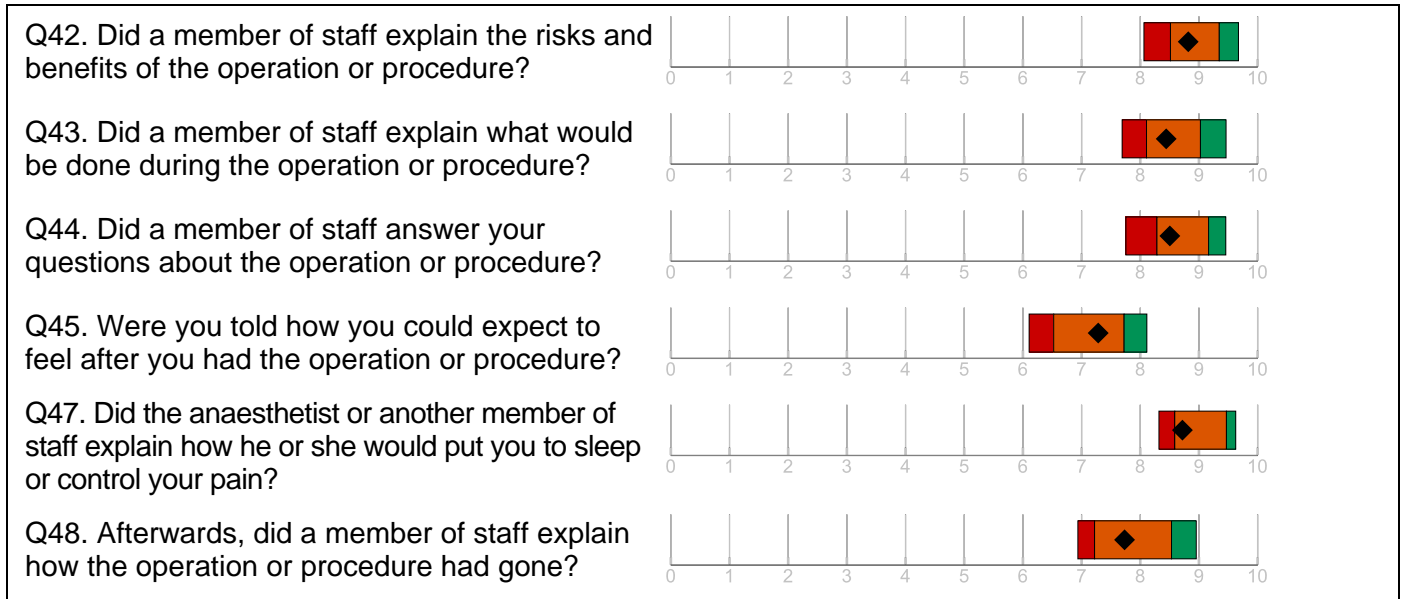 Q42. Did a member of staff explain the risks and
benefits of the operation or procedure?
0 1 2 3 4 5 6 7 8 9 10
Q43. Did a member of staff explain what would
be done during the operation or procedure?
0 1 2 3 4 5 6 7 8 9 10
Q44. Did a member of staff answer your
questions about the operation or procedure?
0 1 2 3 4 5 6 7 8 9 10
Q45. Were you told how you could expect to
feel after you had the operation or procedure?
0 1 2 3 4 5 6 7 8 9 10
Q47. Did the anaesthetist or another member of
staff explain how he or she would put you to sleep
or control your pain?
0 1 2 3 4 5 6 7 8 9 10
Q48. Afterwards, did a member of staff explain
how the operation or procedure had gone?
0 1 2 3 4 5 6 7 8 9 10